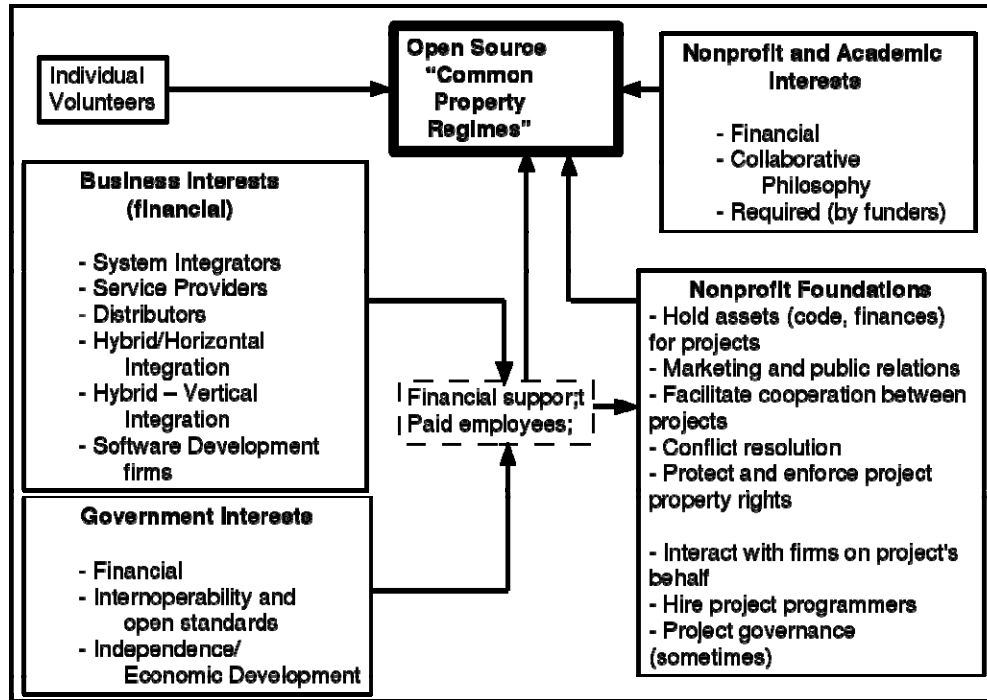 Individual
Volunteers
Open Source
"Common
Property
Regimes"
Nonprofit and Academic
Interests
- Financial
- Collaborative
Philosophy
- Required (by funders)
Business Interests
(financial)
- System Integrators
- Service Providers
- Distributors
- Hybrid/Horizontal
Integration
- Hybrid – Vertical
Integration
- Software Development
firms
Financial suppor;t
Paid employees;
Nonprofit Foundations
- Hold assets (code, finances)
for projects
- Marketing and public relations
- Facilitate cooperation between
projects
- Conflict resolution
- Protect and enforce project
property rights
- Interact with firms on project's
behalf
- Hire project programmers
- Project governance
(sometimes)
Government Interests
- Financial
- Internoperability and
open standards
- Independence/
Economic Development